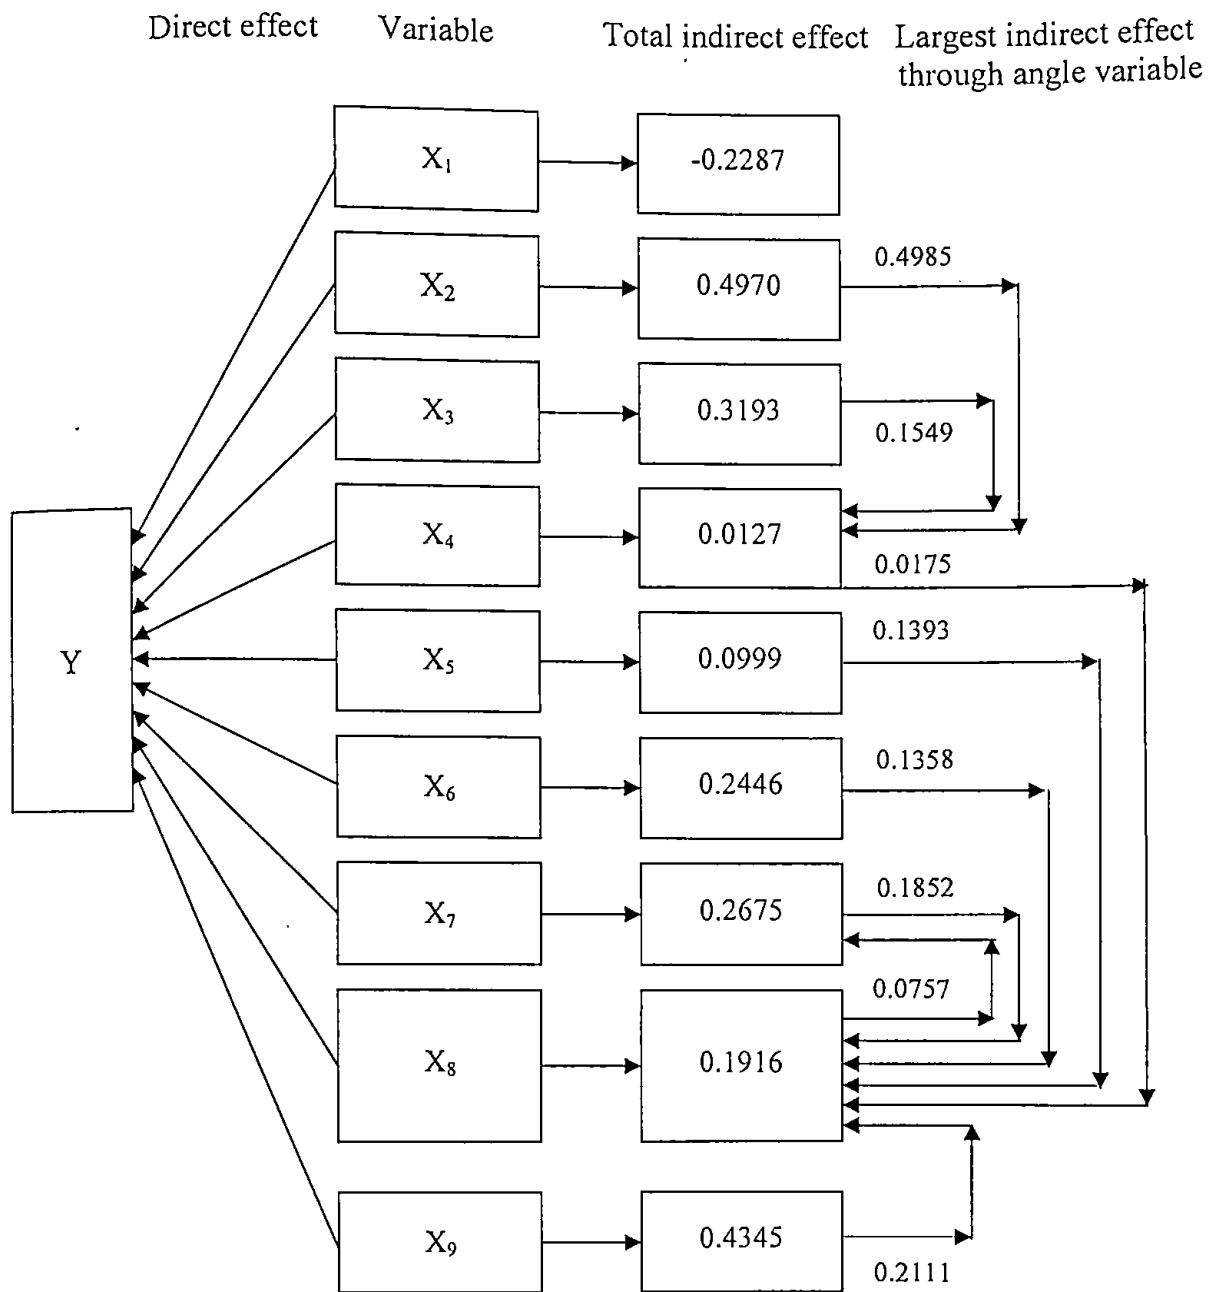 Direct effect Variable Total indirect effect Largest indirect effect
through angle variable
X₁ -0.2287
X₂ 0.4970 0.4985
X₃ 0.3193
0.1549
X₄ 0.0127
0.0175
Y X₅ 0.0999 0.1393
X₆ 0.2446 0.1358
X₇ 0.2675 0.1852
0.0757
X₈ 0.1916
X₉ 0.4345
0.2111